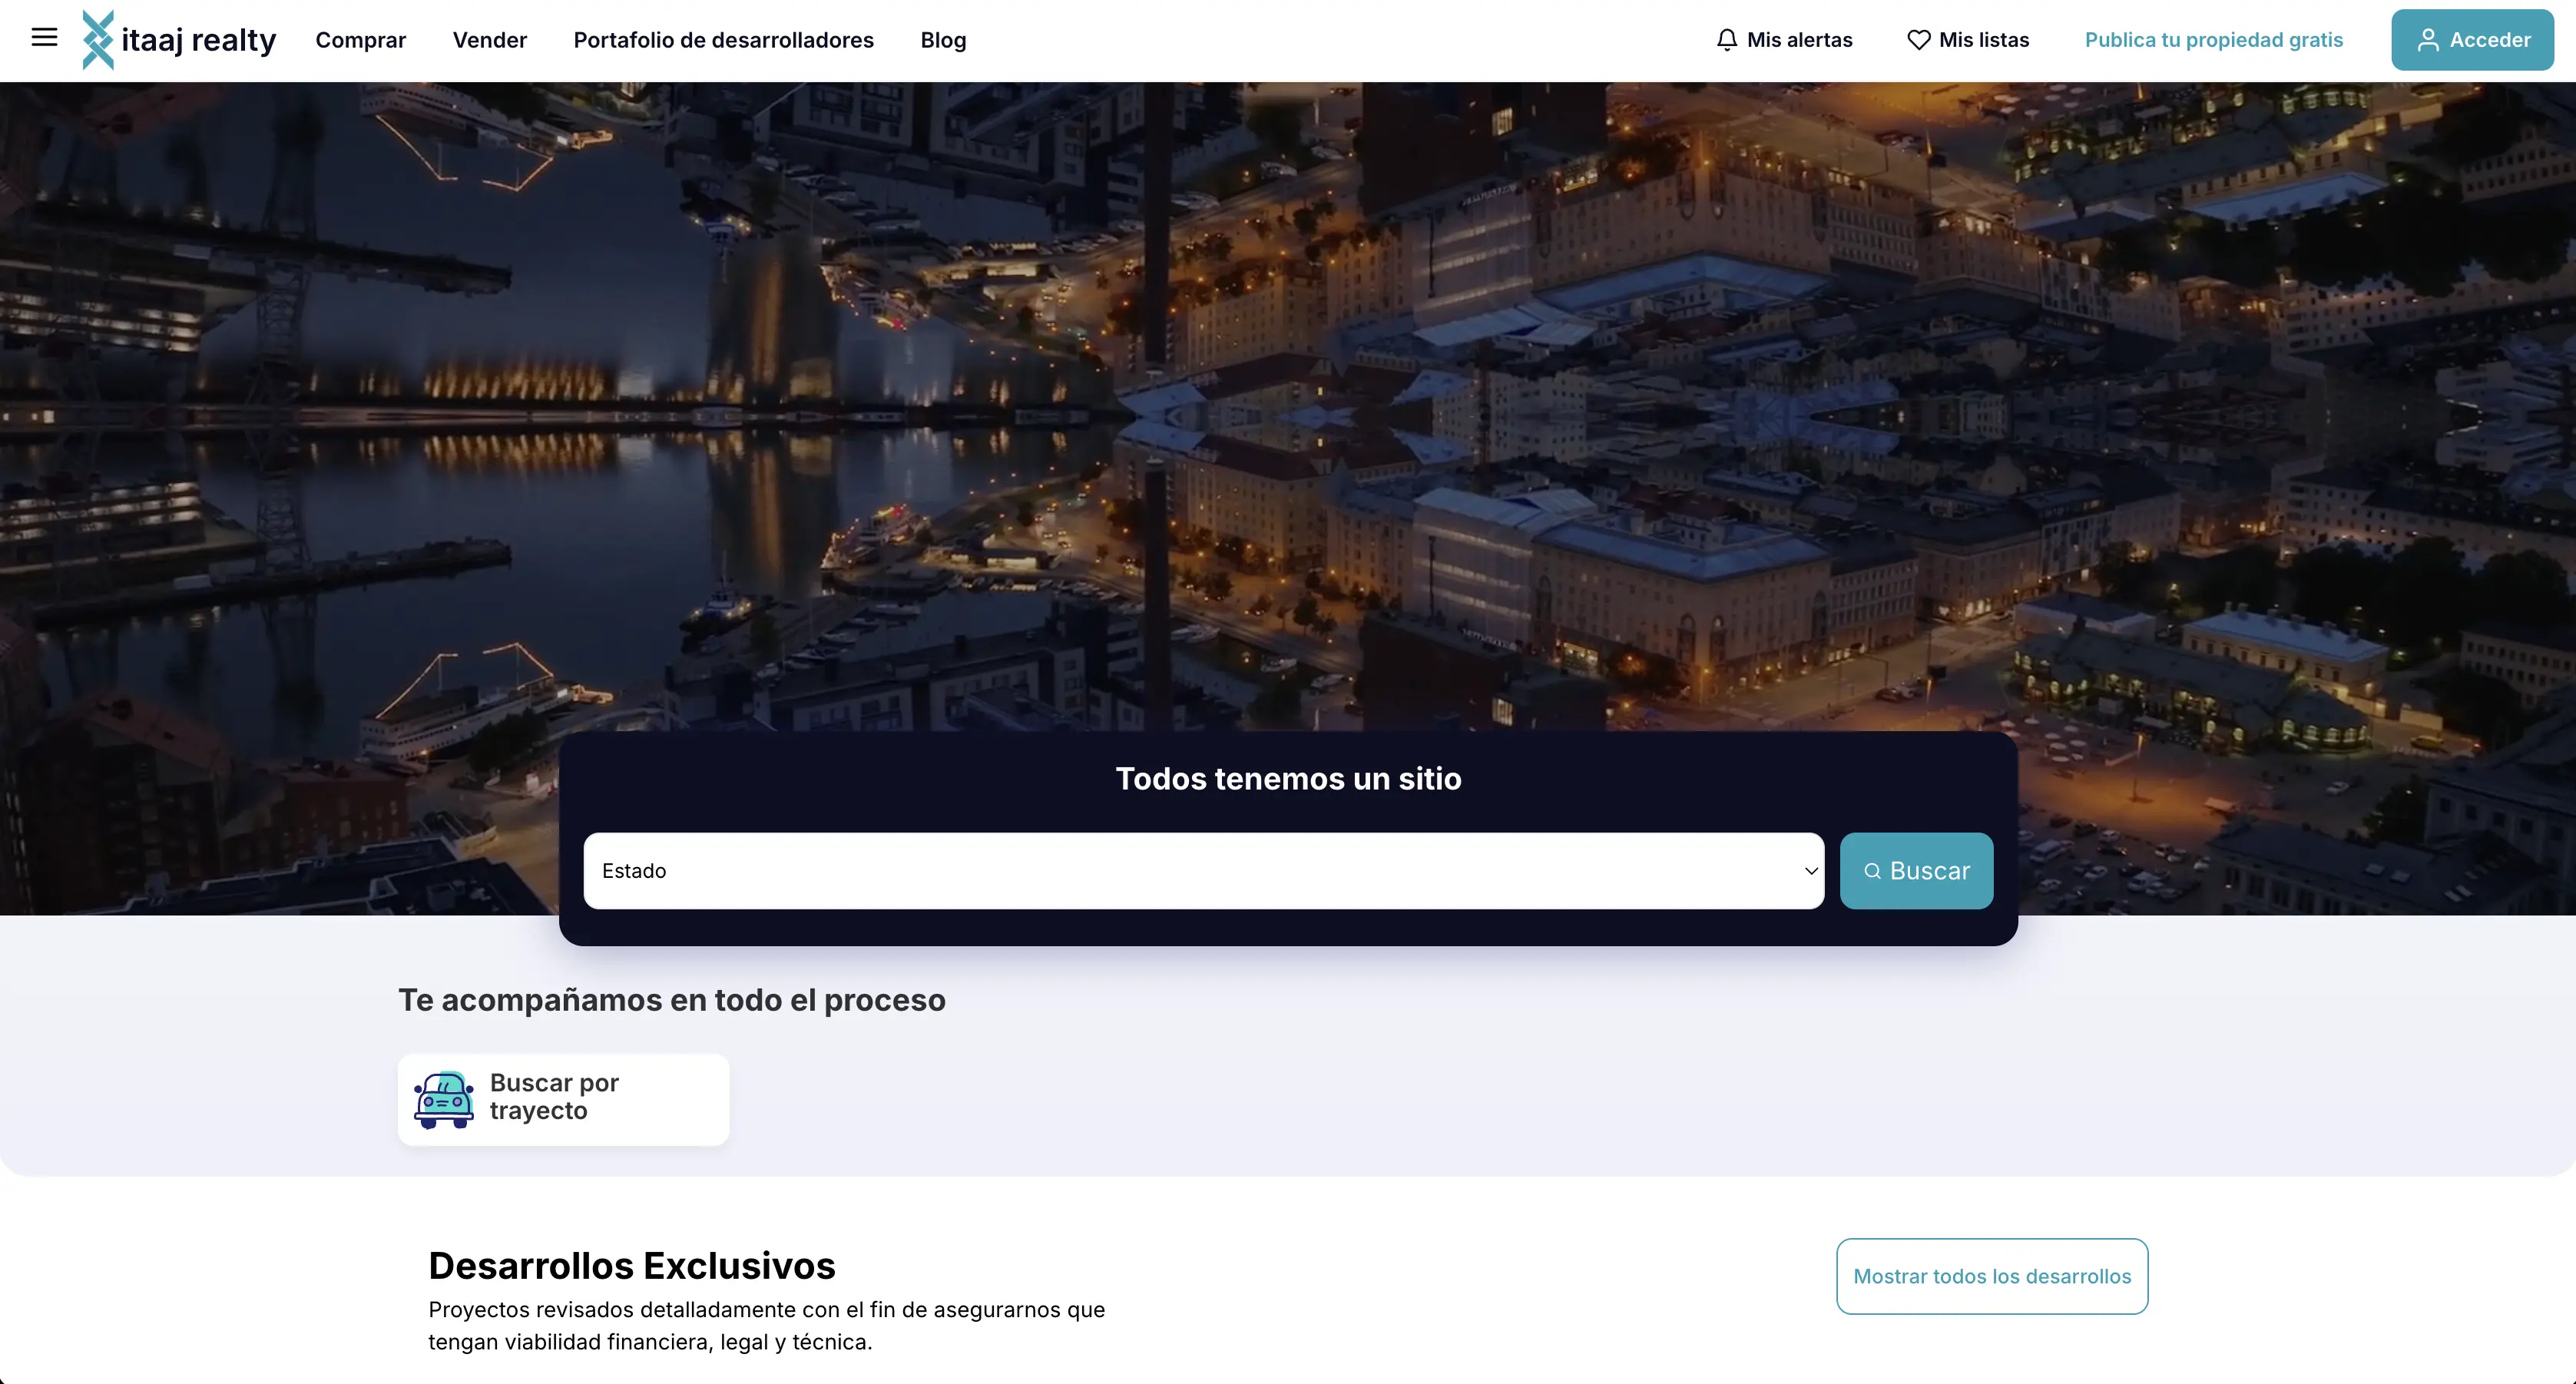 itaaj realty
Comprar
Vender
Portafolio de desarrolladores
Blog
Mis alertas
Mis listas
Publica tu propiedad gratis
Acceder
Todos tenemos un sitio
Estado
Buscar
Te acompañamos en todo el proceso
Buscar por
trayecto
Desarrollos Exclusivos
Proyectos revisados detalladamente con el fin de asegurarnos que
tengan viabilidad financiera, legal y técnica.
Mostrar todos los desarrollos